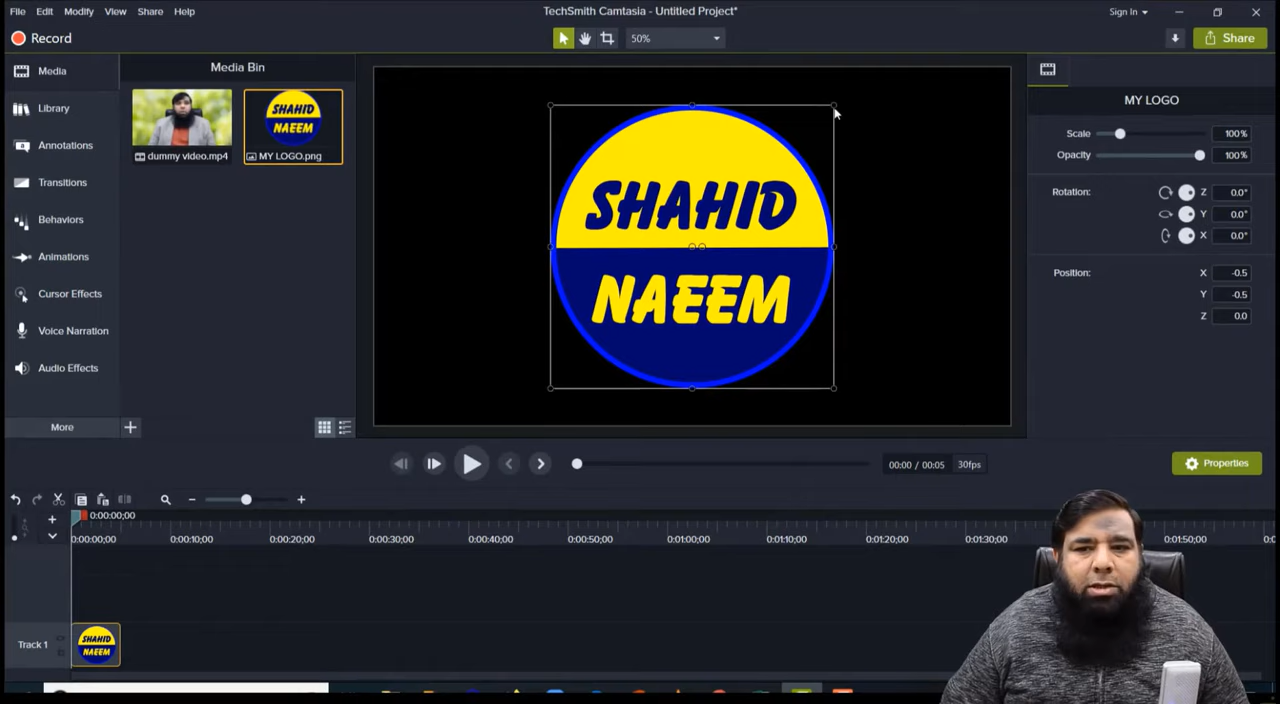 File Edit Modify View Share Help
TechSmith Camtasia - Untitled Project*
Sign In
Record
50%
Share
Media
Library
Annotations
Transitions
Behaviors
Animations
Cursor Effects
Voice Narration
Audio Effects
More
Media Bin
SHAHID
NAEEM
dummy video.mp4
MY LOGO.png
SHAHID
NAEEM
MY LOGO
Scale 100%
Opacity 100%
Rotation: Z 0.0°
Y 0.0°
X 0.0°
Position: X -0.5
Y -0.5
Z 0.0
00:00 / 00:05 30fps
Properties
0:00:00;00
0:00:00;00 0:00:10;00 0:00:20;00 0:00:30;00 0:00:40;00 0:00:50;00 0:01:00;00 0:01:10;00 0:01:20;00 0:01:30;00 0:01:50;00
Track 1
SHAHID
NAEEM